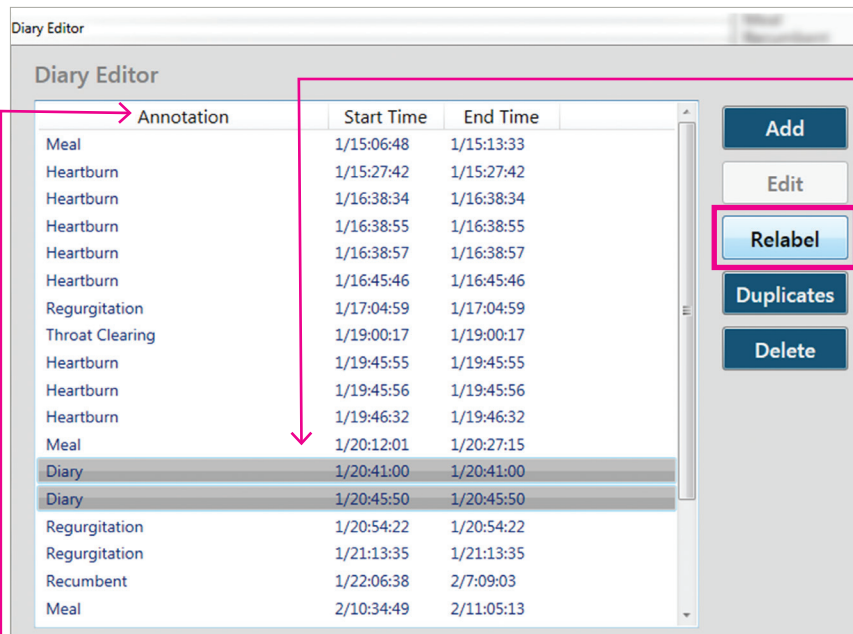 Diary Editor
Meal
Recumbent
Diary Editor
Annotation Start Time End Time
Meal 1/15:06:48 1/15:13:33
Heartburn 1/15:27:42 1/15:27:42
Heartburn 1/16:38:34 1/16:38:34
Heartburn 1/16:38:55 1/16:38:55
Heartburn 1/16:38:57 1/16:38:57
Heartburn 1/16:45:46 1/16:45:46
Regurgitation 1/17:04:59 1/17:04:59
Throat Clearing 1/19:00:17 1/19:00:17
Heartburn 1/19:45:55 1/19:45:55
Heartburn 1/19:45:56 1/19:45:56
Heartburn 1/19:46:32 1/19:46:32
Meal 1/20:12:01 1/20:27:15
Diary 1/20:41:00 1/20:41:00
Diary 1/20:45:50 1/20:45:50
Regurgitation 1/20:54:22 1/20:54:22
Regurgitation 1/21:13:35 1/21:13:35
Recumbent 1/22:06:38 2/7:09:03
Meal 2/10:34:49 2/11:05:13
Add
Edit
Relabel
Duplicates
Delete